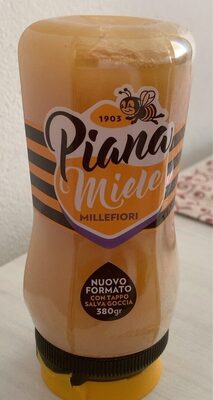 1903
Piana
Miele
MILLEFIORI
NUOVO
FORMATO
CON TAPPO
SALVA GOCCIA
380gr